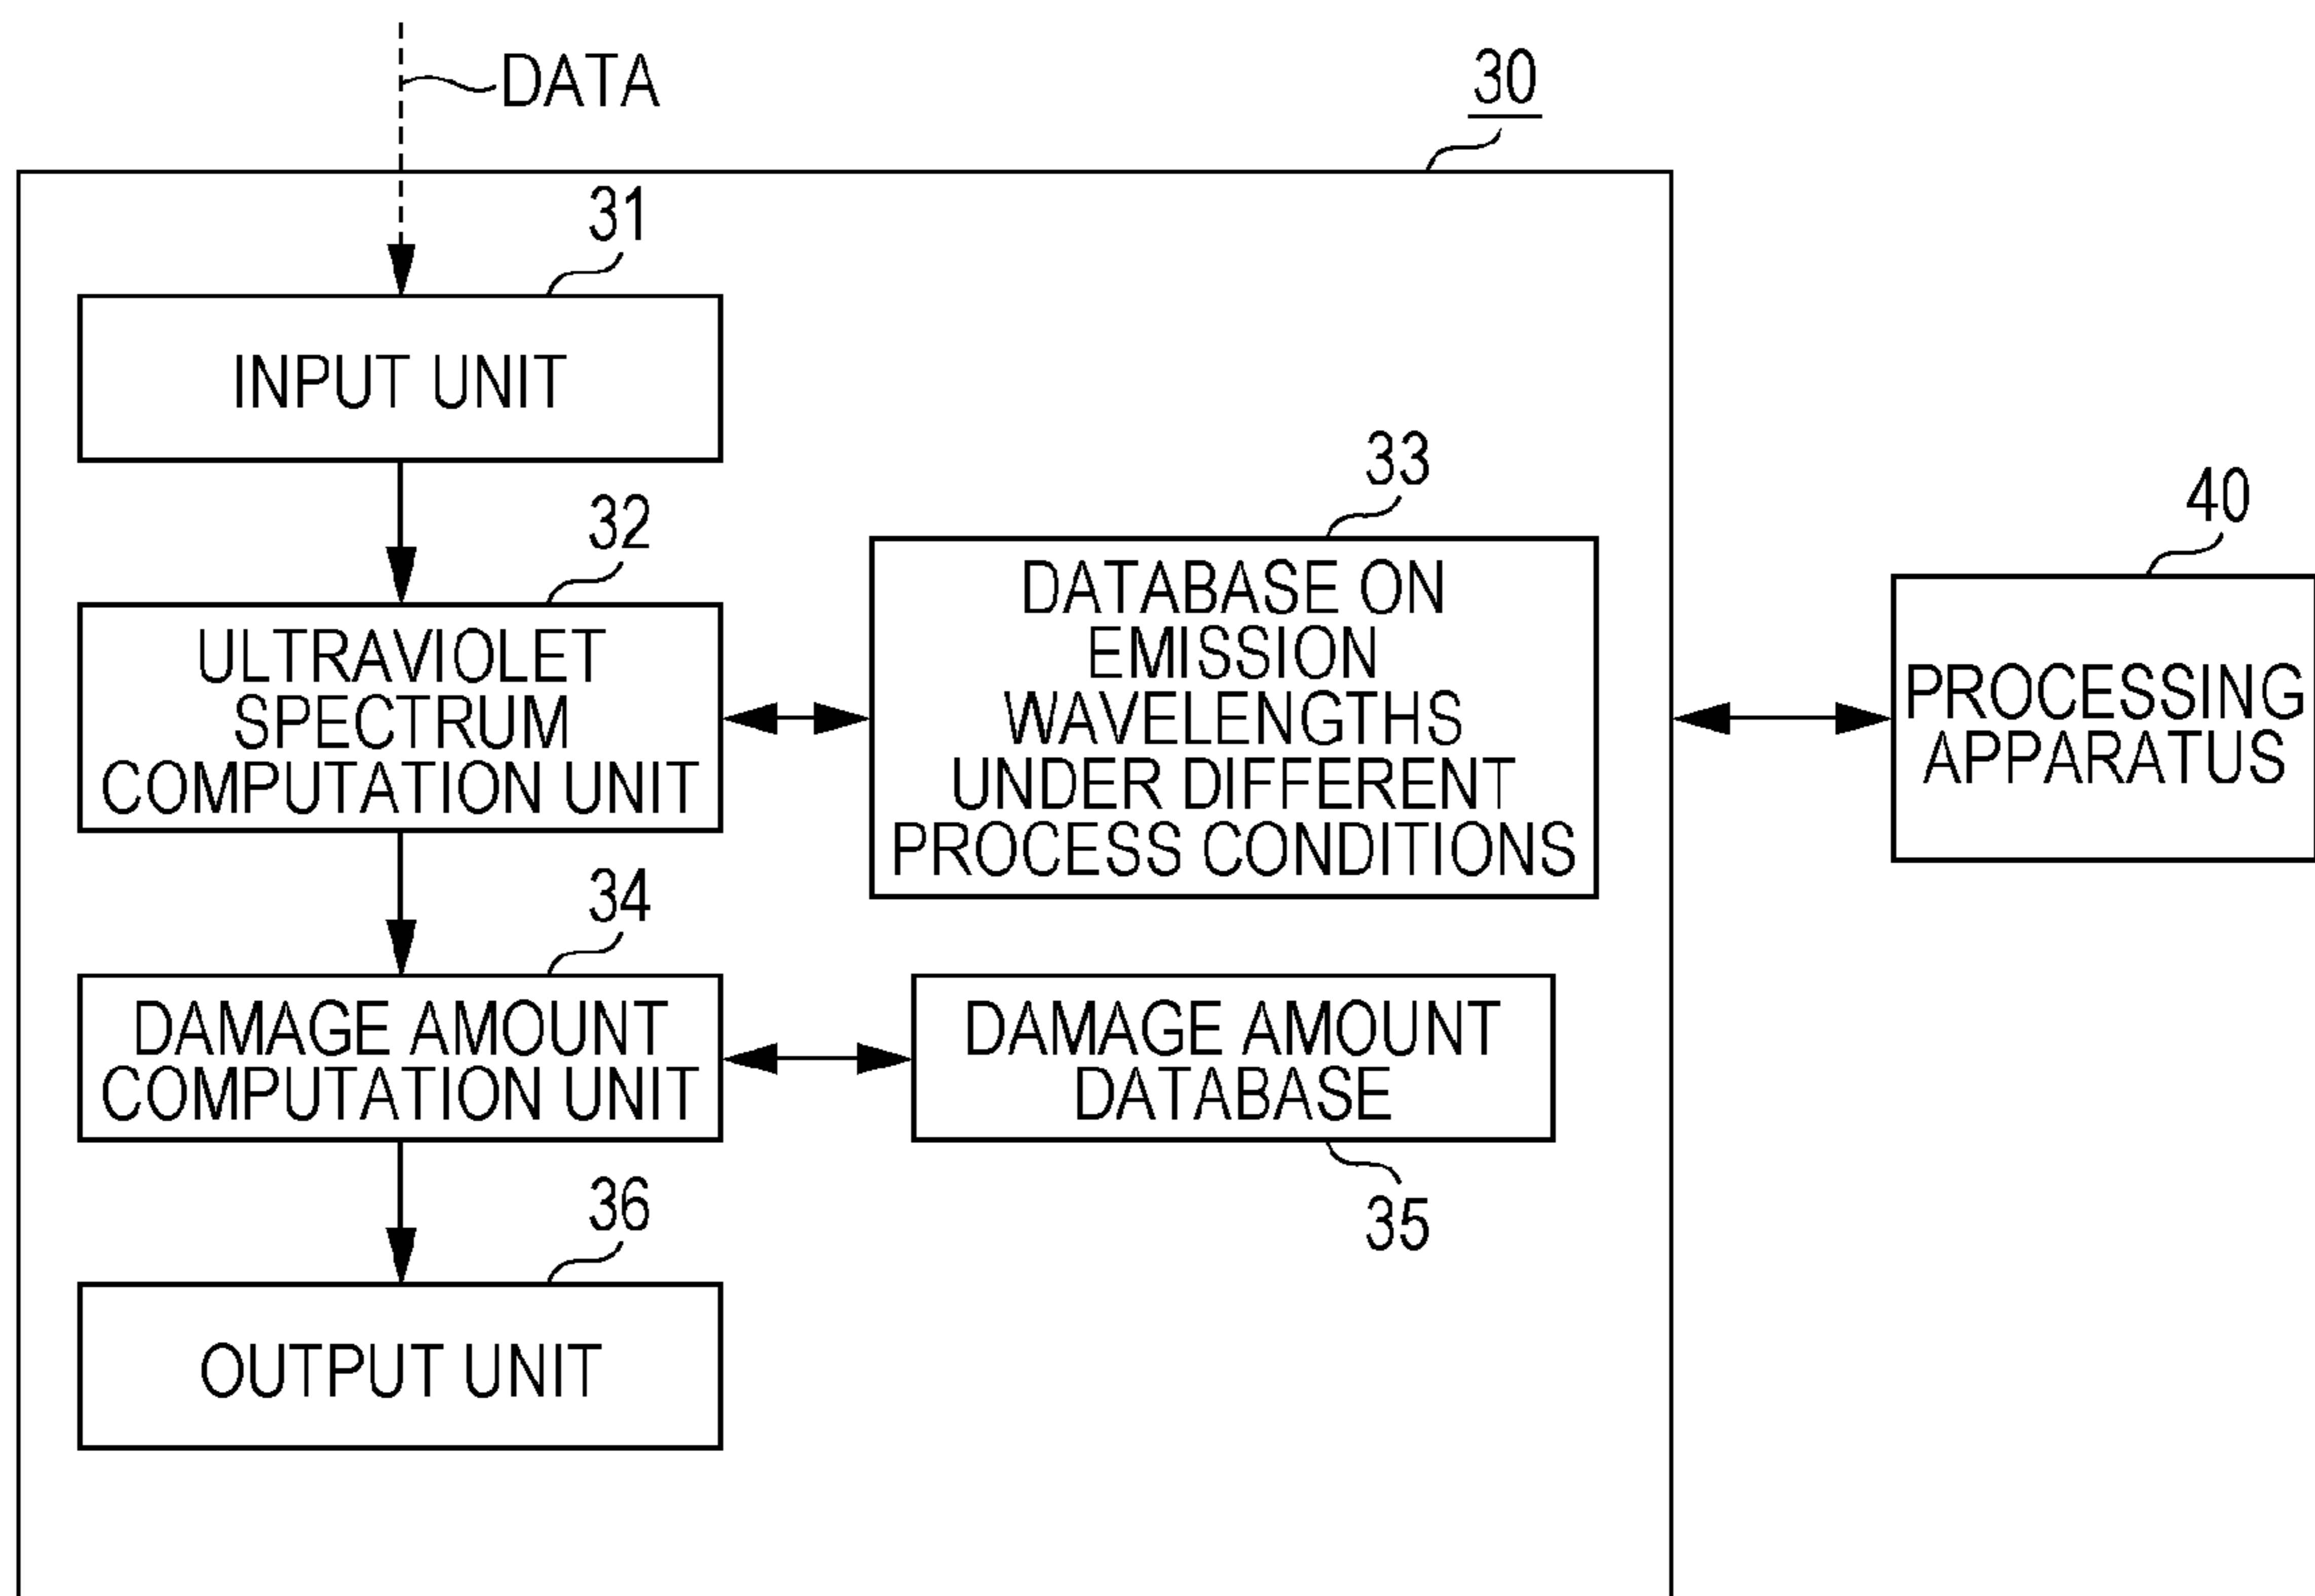 DATA
30
31
INPUT UNIT
32
ULTRAVIOLET
SPECTRUM
COMPUTATION UNIT
33
DATABASE ON
EMISSION
WAVELENGTHS
UNDER DIFFERENT
PROCESS CONDITIONS
40
PROCESSING
APPARATUS
34
DAMAGE AMOUNT
COMPUTATION UNIT
DAMAGE AMOUNT
DATABASE
35
36
OUTPUT UNIT